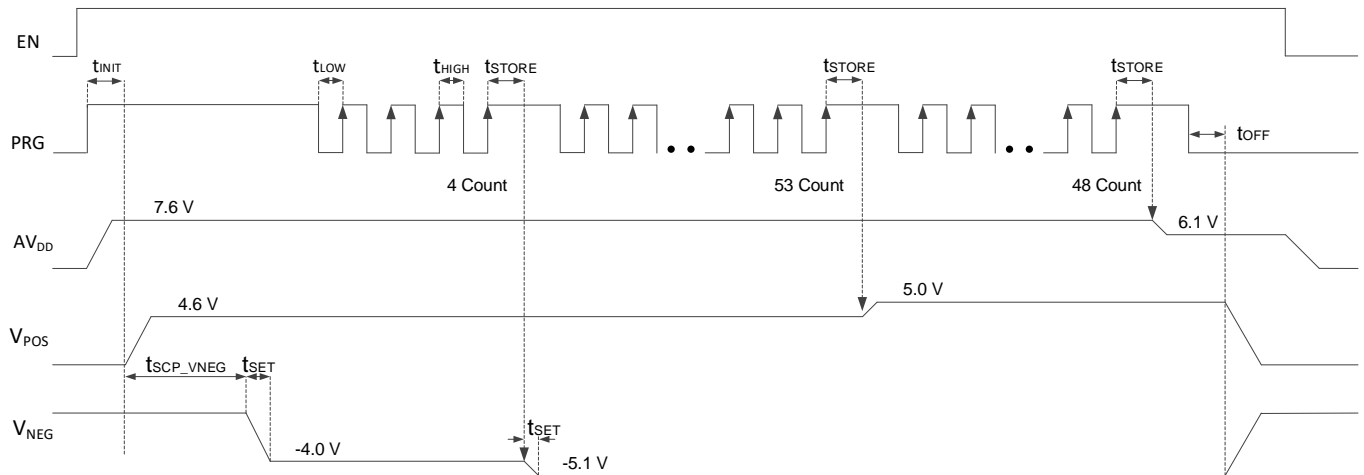 EN
tINIT
tLOW
tHIGH
tSTORE
tSTORE
tSTORE
PRG
tOFF
4 Count
53 Count
48 Count
7.6 V
6.1 V
AVDD
4.6 V
5.0 V
VPOS
tSCP_VNEG
tSET
VNEG
tSET
-4.0 V
-5.1 V